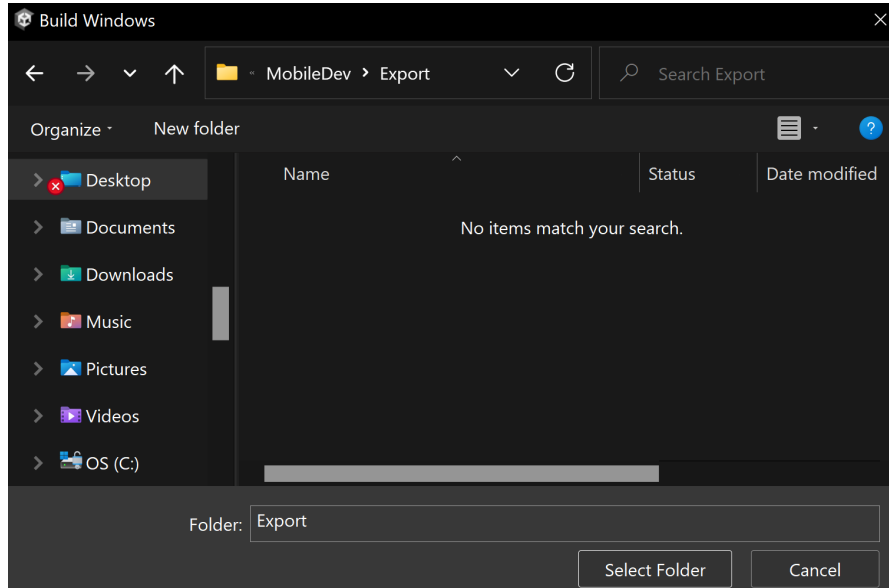 Build Windows
« MobileDev > Export
Search Export
Organize
New folder
Name
Status
Date modified
Desktop
No items match your search.
Documents
Downloads
Music
Pictures
Videos
OS (C:)
Folder: Export
Select Folder
Cancel